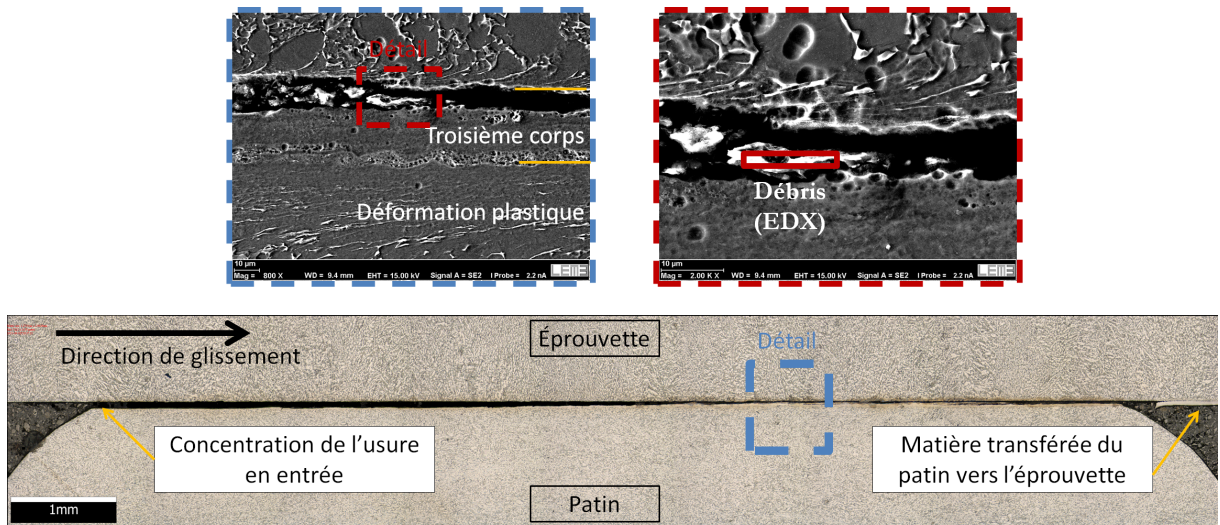 Détail
Troisième corps
Déformation plastique
10 µm
Mag = 800 X WD = 9.4 mm EHT = 15.00 kV Signal A = SE2 I Probe = 2.2 nA
Débris
(EDX)
10 µm
Mag = 2.00 K X WD = 9.4 mm EHT = 15.00 kV Signal A = SE2 I Probe = 2.2 nA
Éprouvette
Direction de glissement
Détail
Concentration de l'usure
en entrée
Matière transférée du
patin vers l'éprouvette
Patin
1mm